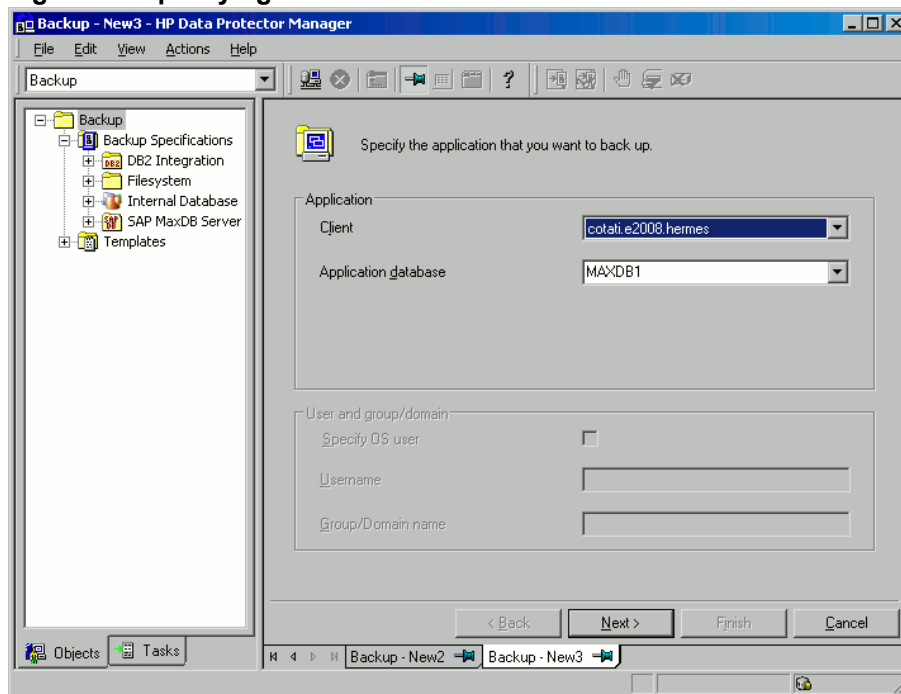 Backup - New3 - HP Data Protector Manager
File Edit View Actions Help
Backup
Backup
Backup Specifications
DB2 Integration
Filesystem
Internal Database
SAP MaxDB Server
Templates
Specify the application that you want to back up.
Application
Client cotati.e2008.hermes
Application database MAXDB1
User and group/domain
Specify OS user
Username
Group/Domain name
< Back Next > Finish Cancel
Objects Tasks
Backup - New2 Backup - New3